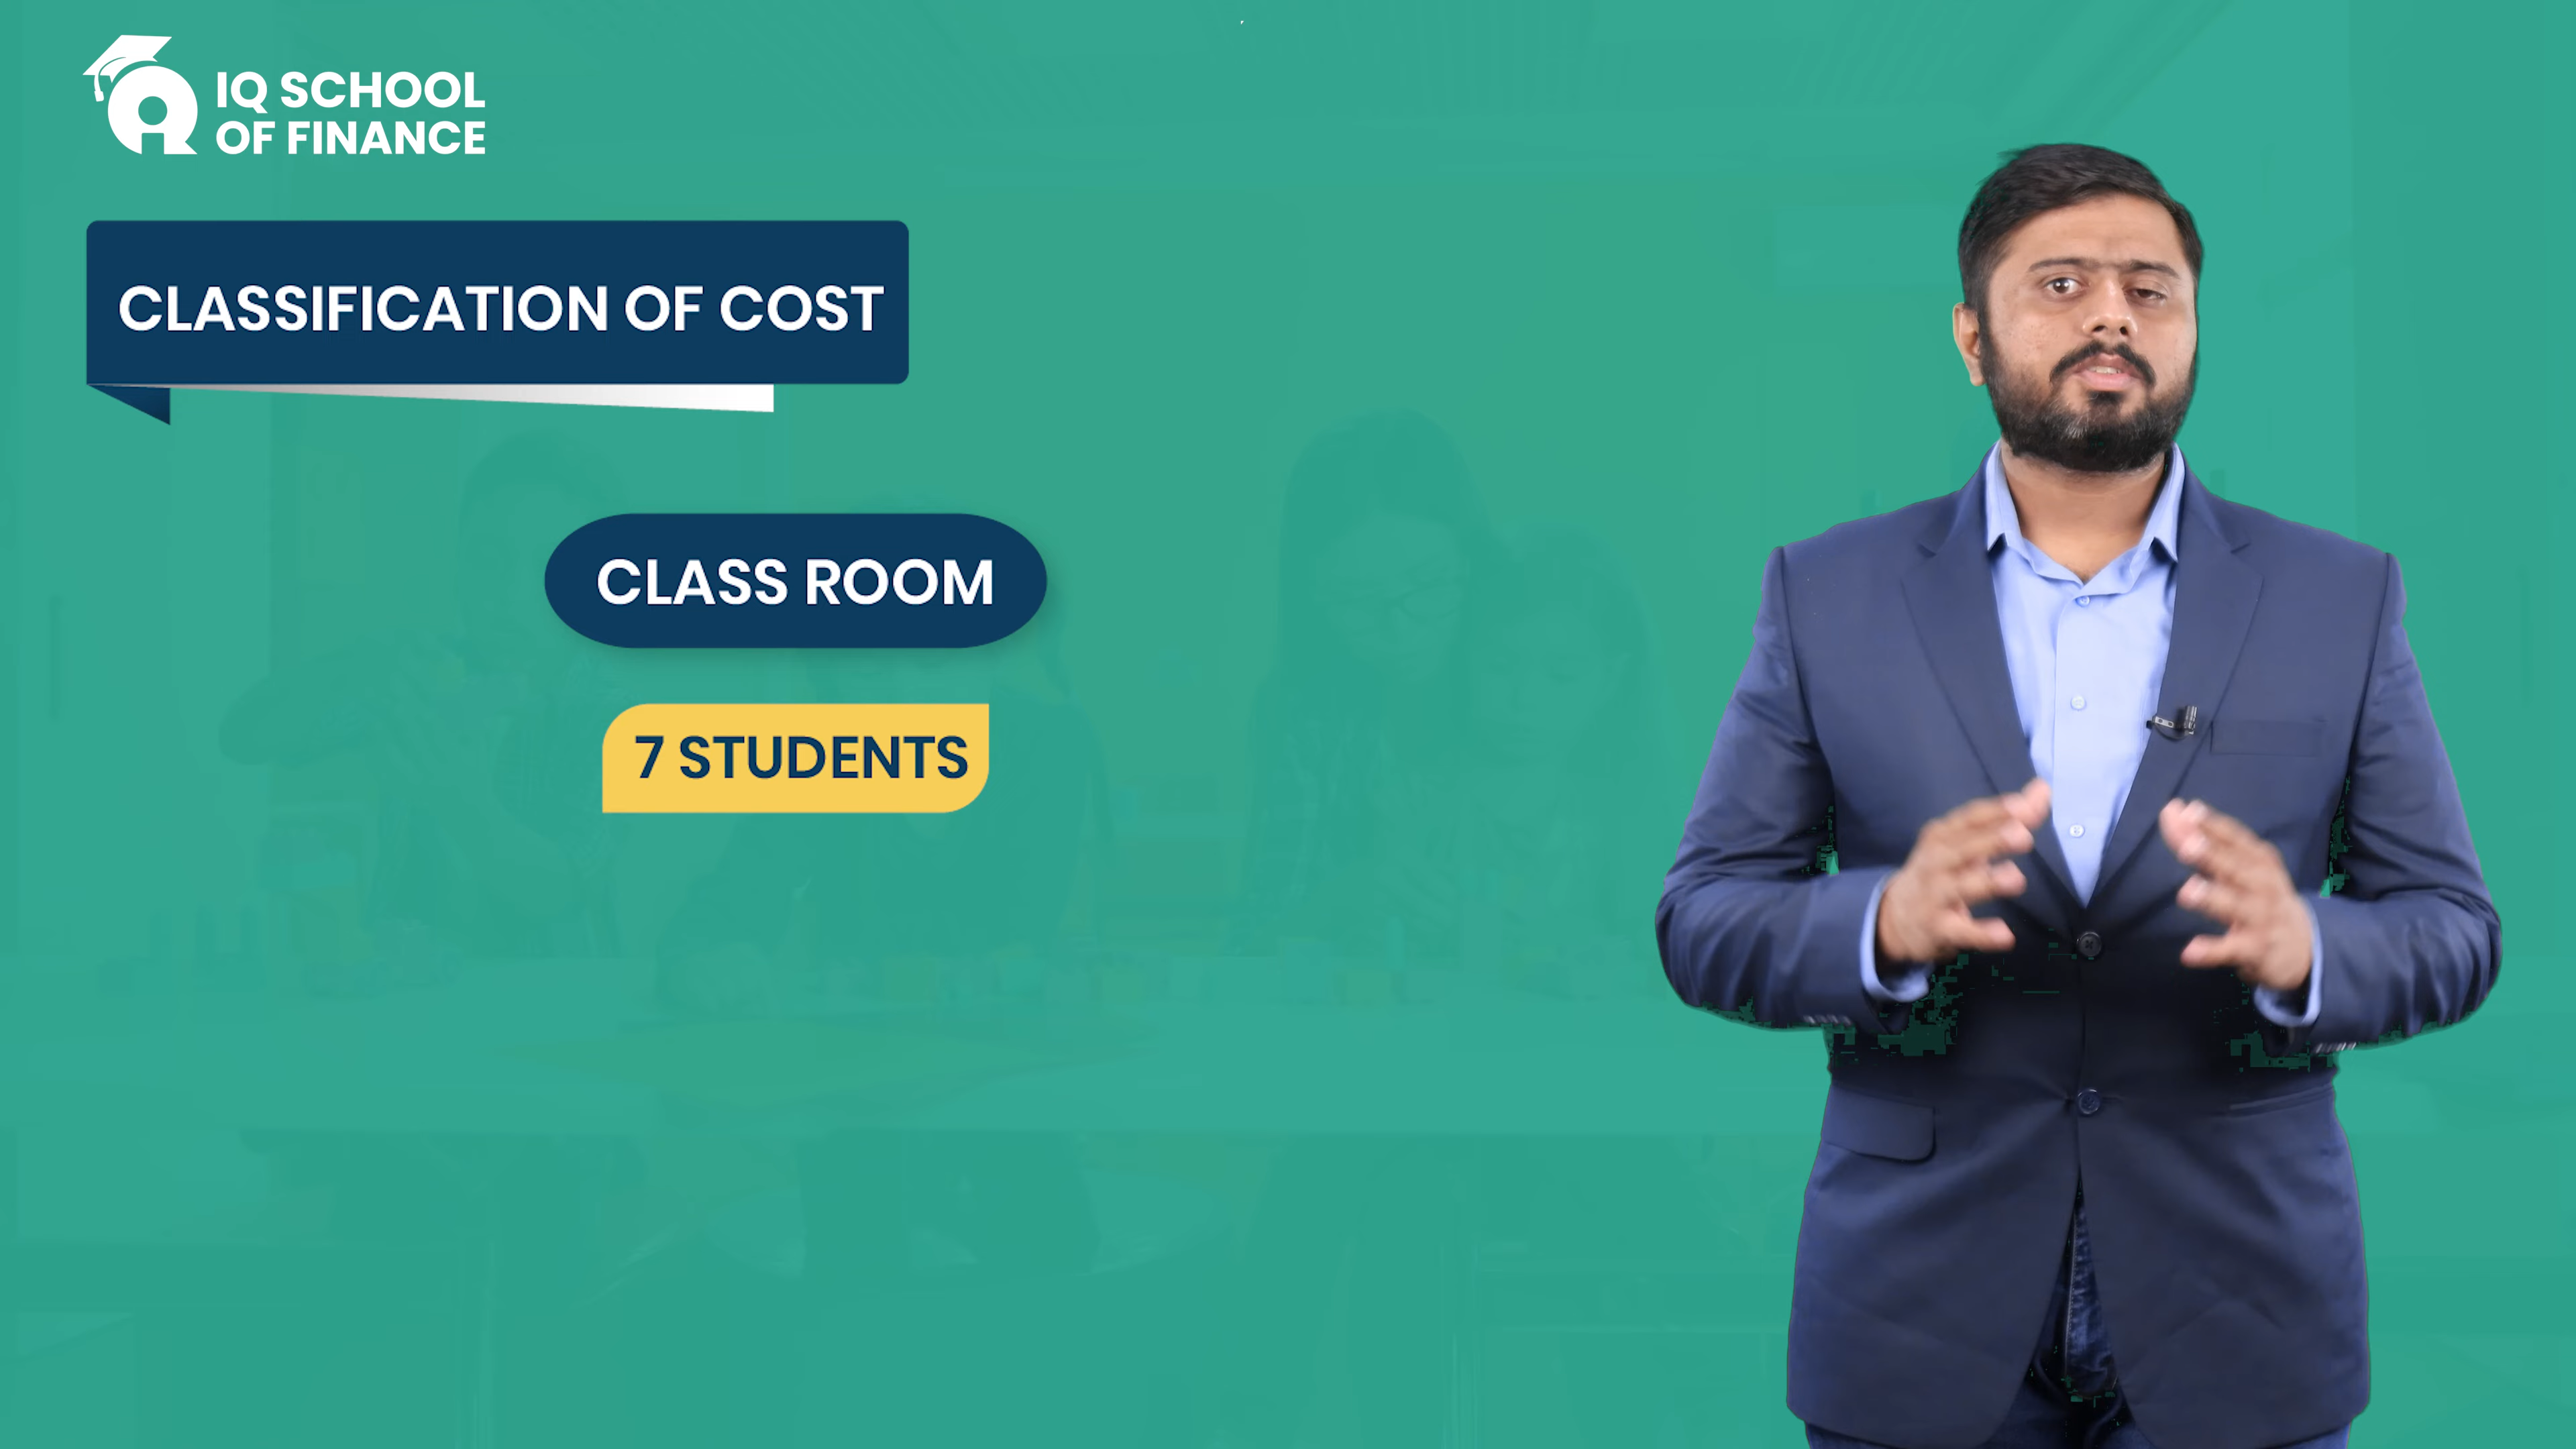 IQ SCHOOL
OF FINANCE
CLASSIFICATION OF COST
CLASS ROOM
7 STUDENTS